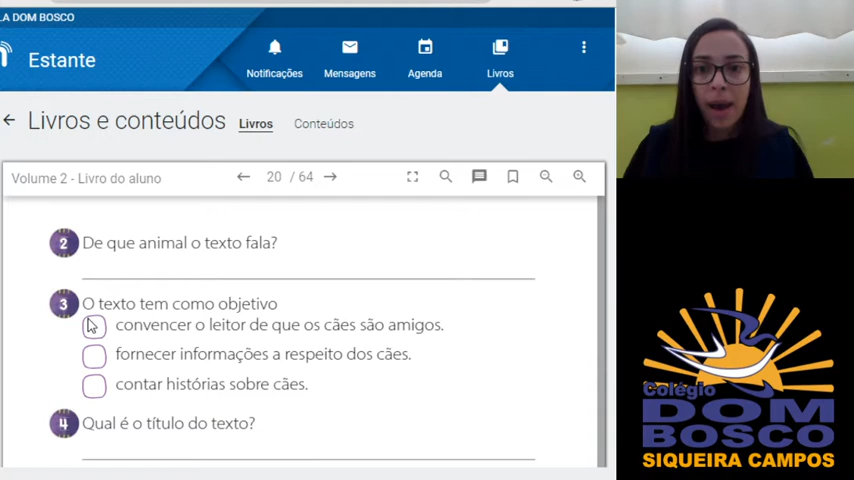 LA DOM BOSCO
Estante
Notificações
Mensagens
Agenda
Livros
Livros e conteúdos
Livros
Conteúdos
Volume 2 - Livro do aluno
20 / 64
2 De que animal o texto fala?
3 O texto tem como objetivo
convencer o leitor de que os cães são amigos.
fornecer informações a respeito dos cães.
contar histórias sobre cães.
4 Qual é o título do texto?
Colégio
DOM
BOSCO
SIQUEIRA CAMPOS